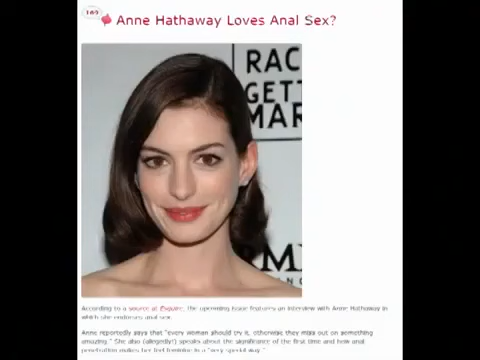 169
Anne Hathaway Loves Anal Sex?
RAC
GETT
MAR
According to a source at Esquire, the upcoming issue features an interview with Anne Hathaway in
which she endorses anal sex.
Anne reportedly says that "every woman should try it, otherwise they miss out on something
amazing." She also (allegedly!) speaks about the significance of the first time and how anal
penetration makes her feel feminine in a "very special way."